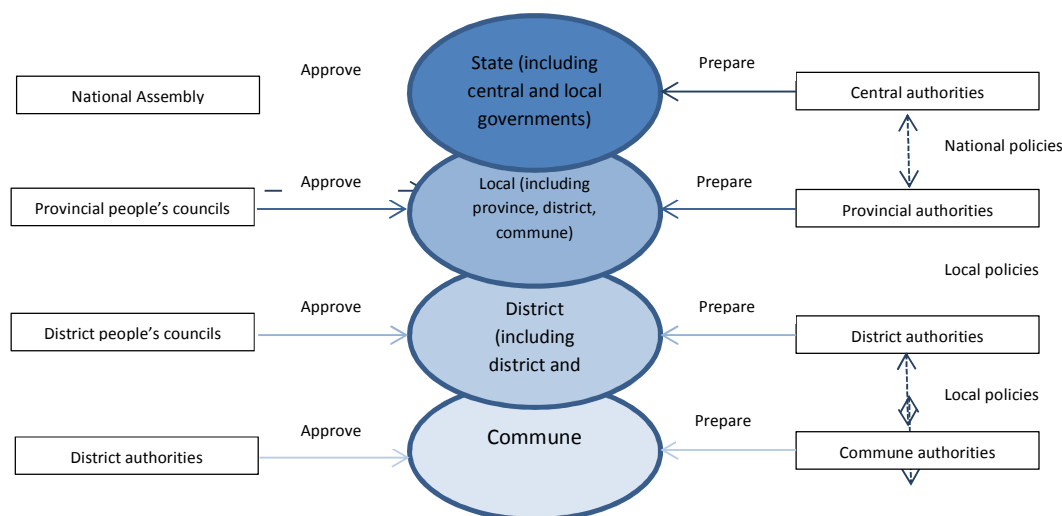 Approve
State (including
central and local
governments)
Prepare
National Assembly
Central authorities
National policies
Approve
Local (including
province, district,
commune)
Prepare
Provincial people’s councils
Provincial authorities
Local policies
Approve
District
(including
district and
Prepare
District people’s councils
District authorities
Local policies
Approve
Commune
Prepare
District authorities
Commune authorities